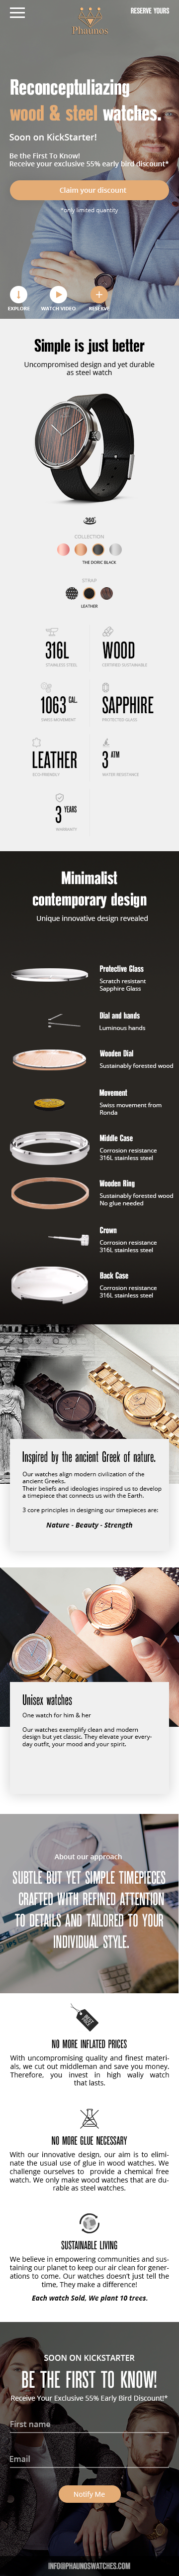 RESERVE YOURS
Phaunos
Reconceptuliazing
wood & steel watches.
Soon on KickStarter!
Be the First To Know!
Receive your exclusive 55% early bird discount*
Claim your discount
*only limited quantity
EXPLORE WATCH VIDEO RESERVE
Simple is just better
Uncompromised design and yet durable
as steel watch
360°
COLLECTION
THE DORIC BLACK
STRAP
LEATHER
316L WOOD
STAINLESS STEEL CERTIFIED SUSTAINABLE
1063 CAL. SAPPHIRE
SWISS MOVEMENT PROTECTED GLASS
LEATHER 3 ATM
ECO-FRIENDLY WATER RESISTANCE
3 YEARS
WARRANTY
Minimalist
contemporary design
Unique innovative design revealed
Protective Glass
Scratch resistant
Sapphire Glass
Dial and hands
Luminous hands
Wooden Dial
Sustainably forested wood
Movement
Swiss movement from
Ronda
Middle Case
Corrosion resistance
316L stainless steel
Wooden Ring
Sustainably forested wood
No glue needed
Crown
Corrosion resistance
316L stainless steel
Back Case
Corrosion resistance
316L stainless steel
Inspired by the ancient Greek of nature.
Our watches align modern civilization of the
ancient Greeks.
Their beliefs and ideologies inspired us to develop
a timepiece that connects us with the Earth.
3 core principles in designing our timepieces are:
Nature - Beauty - Strength
Unisex watches
One watch for him & her
Our watches exemplify clean and modern
design but yet classic. They elevate your every-
day outfit, your mood and your spirit.
About our approach
SUBTLE BUT YET SIMPLE TIMEPIECES
CRAFTED WITH REFINED ATTENTION
TO DETAILS AND TAILORED TO YOUR
INDIVIDUAL STYLE.
NO MORE INFLATED PRICES
With uncompromising quality and finest materi-
als, we cut out middleman and save you money.
Therefore, you invest in high waliy watch
that lasts.
NO MORE GLUE NECESSARY
With our innovative design, our aim is to elimi-
nate the usual use of glue in wood watches. We
challenge ourselves to provide a chemical free
watch. We only make wood watches that are du-
rable as steel watches.
SUSTAINABLE LIVING
We believe in empowering communities and sus-
taining our planet to keep our air clean for gener-
ations to come. Our watches doesn't just tell the
time, They make a difference!
Each watch Sold, We plant 10 trees.
SOON ON KICKSTARTER
BE THE FIRST TO KNOW!
Receive Your Exclusive 55% Early Bird Discount!*
First name
Email
Notify Me
INFO@PHAUNOSWATCHES.COM